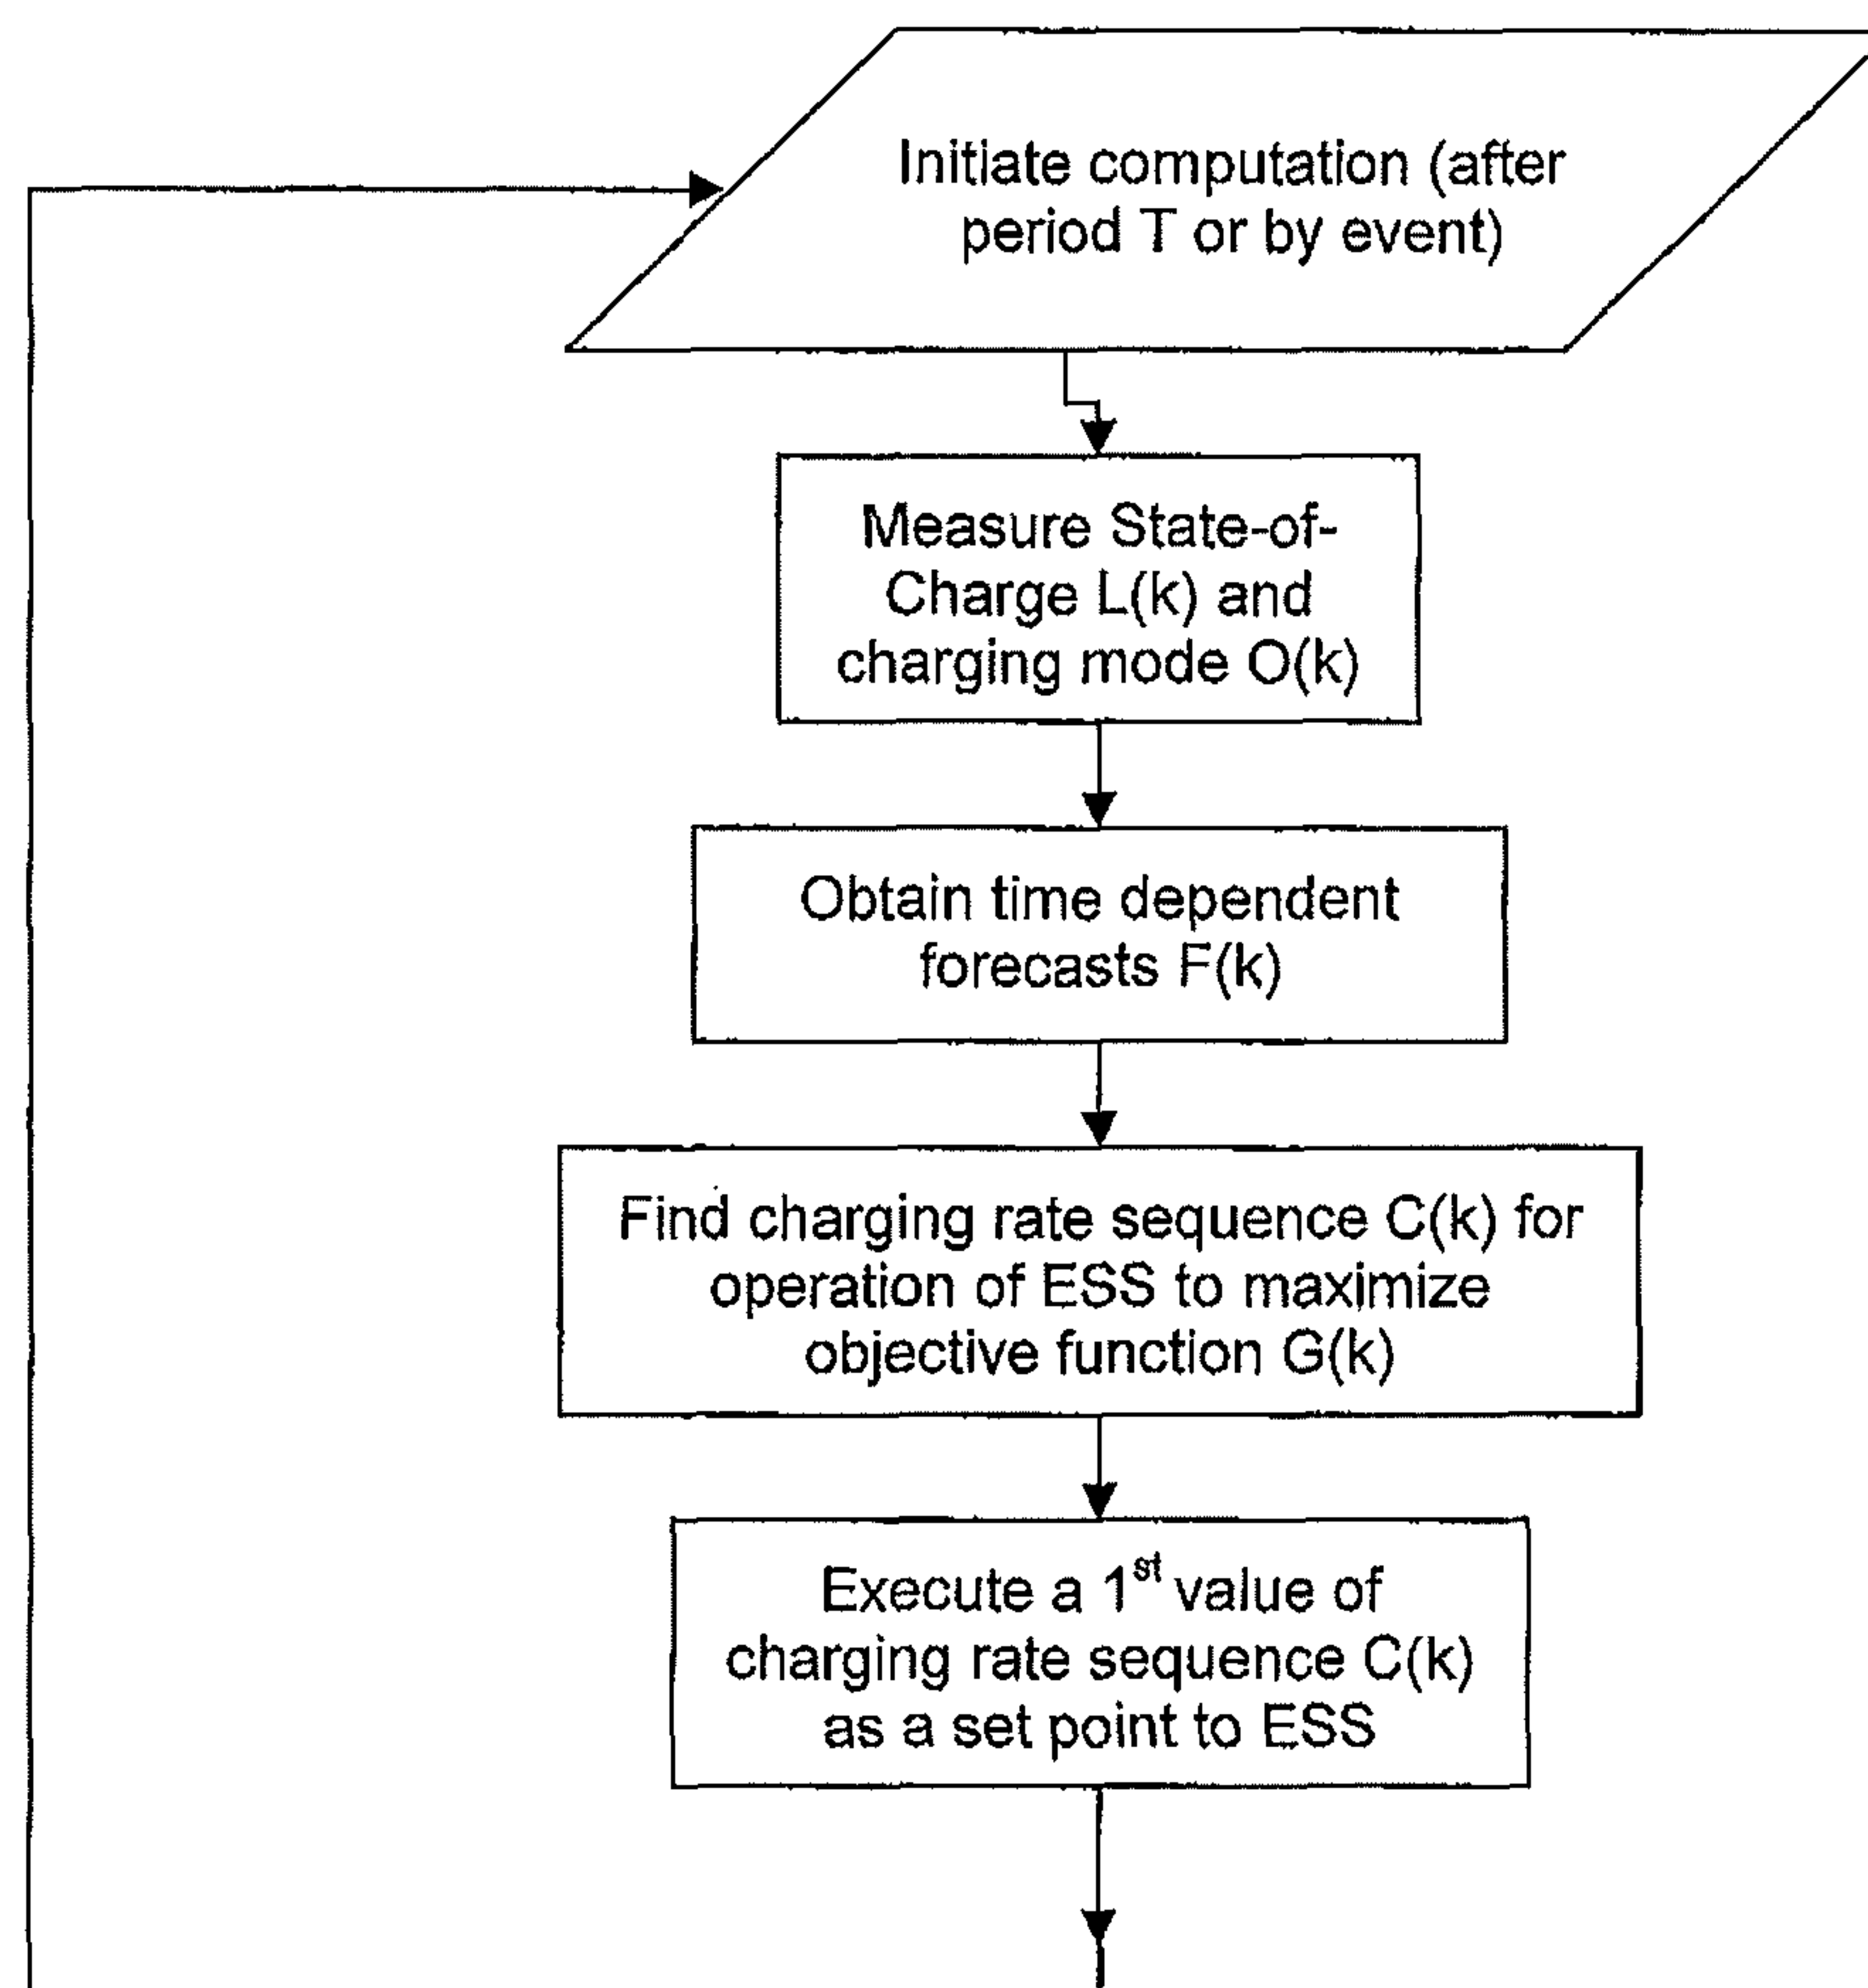 Initiate computation (after
period T or by event)
Measure State-of-
Charge L(k) and
charging mode O(k)
Obtain time dependent
forecasts F(k)
Find charging rate sequence C(k) for
operation of ESS to maximize
objective function G(k)
Execute a 1st value of
charging rate sequence C(k)
as a set point to ESS